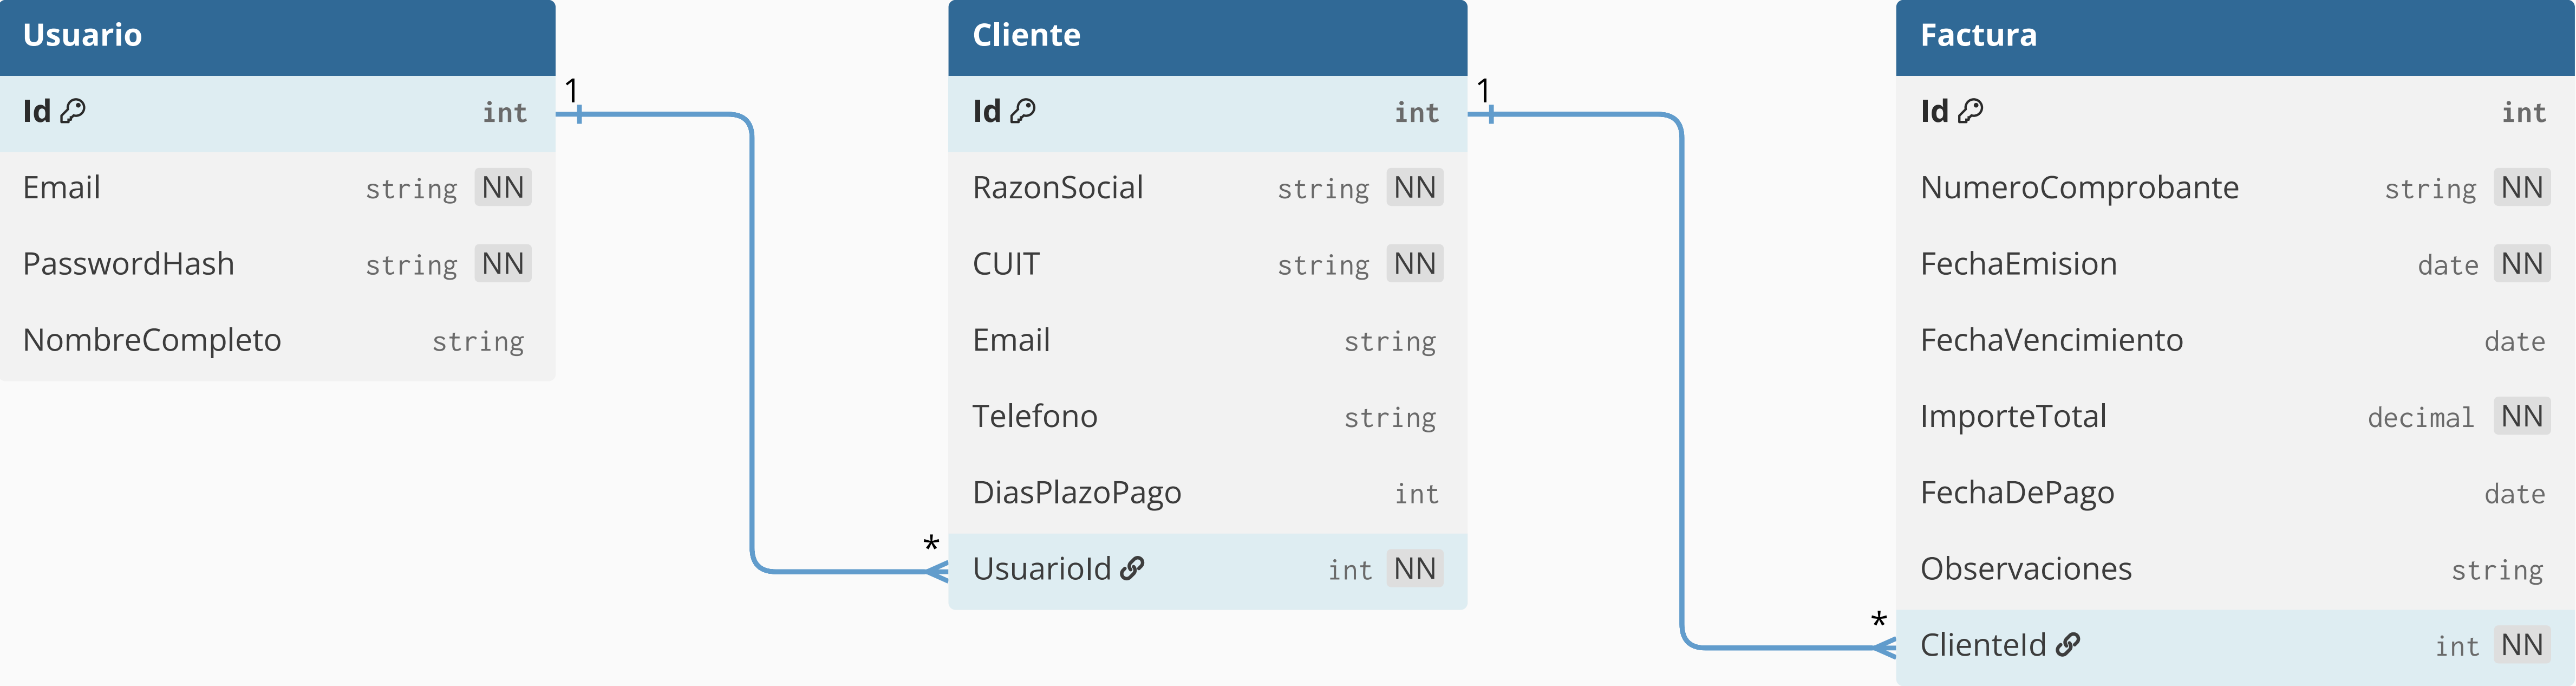 Usuario
Id int
Email string NN
PasswordHash string NN
NombreCompleto string
1
*
Cliente
Id int
RazonSocial string NN
CUIT string NN
Email string
Telefono string
DiasPlazoPago int
UsuarioId int NN
1
*
Factura
Id int
NumeroComprobante string NN
FechaEmision date NN
FechaVencimiento date
ImporteTotal decimal NN
FechaDePago date
Observaciones string
ClienteId int NN